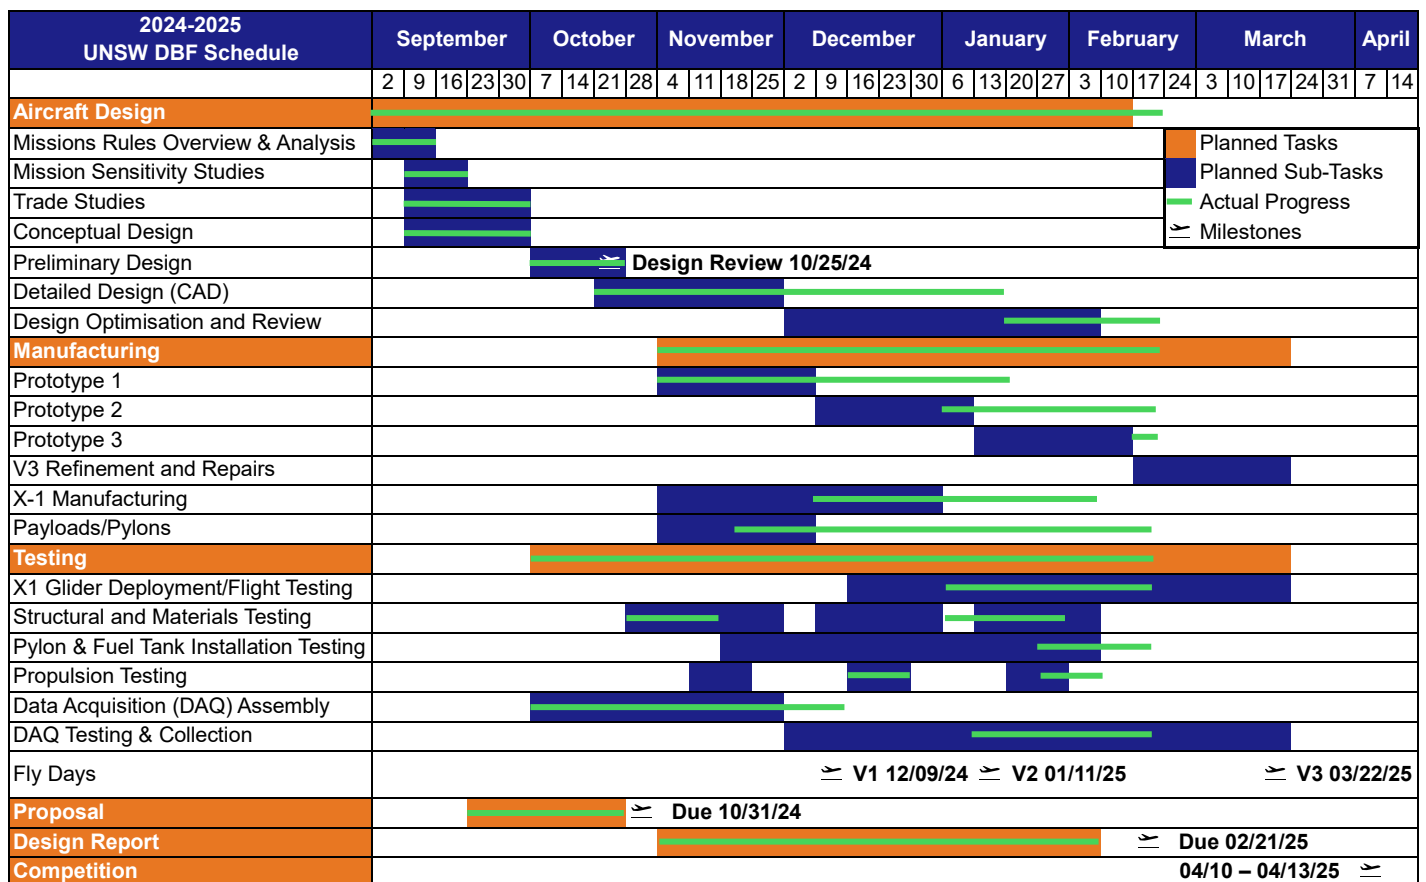 2024-2025
UNSW DBF Schedule
September October November December January February March April
2 9 16 23 30 7 14 21 28 4 11 18 25 2 9 16 23 30 6 13 20 27 3 10 17 24 3 10 17 24 31 7 14
Aircraft Design
Missions Rules Overview & Analysis
Planned Tasks
Mission Sensitivity Studies
Planned Sub-Tasks
Trade Studies
Actual Progress
Conceptual Design
Milestones
Preliminary Design
Design Review 10/25/24
Detailed Design (CAD)
Design Optimisation and Review
Manufacturing
Prototype 1
Prototype 2
Prototype 3
V3 Refinement and Repairs
X-1 Manufacturing
Payloads/Pylons
Testing
X1 Glider Deployment/Flight Testing
Structural and Materials Testing
Pylon & Fuel Tank Installation Testing
Propulsion Testing
Data Acquisition (DAQ) Assembly
DAQ Testing & Collection
Fly Days
V1 12/09/24
V2 01/11/25
V3 03/22/25
Proposal
Due 10/31/24
Design Report
Due 02/21/25
Competition
04/10 – 04/13/25